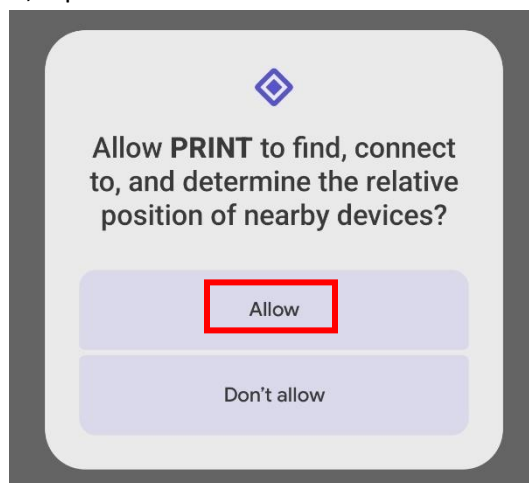 Allow PRINT to find, connect
to, and determine the relative
position of nearby devices?
Allow
Don't allow